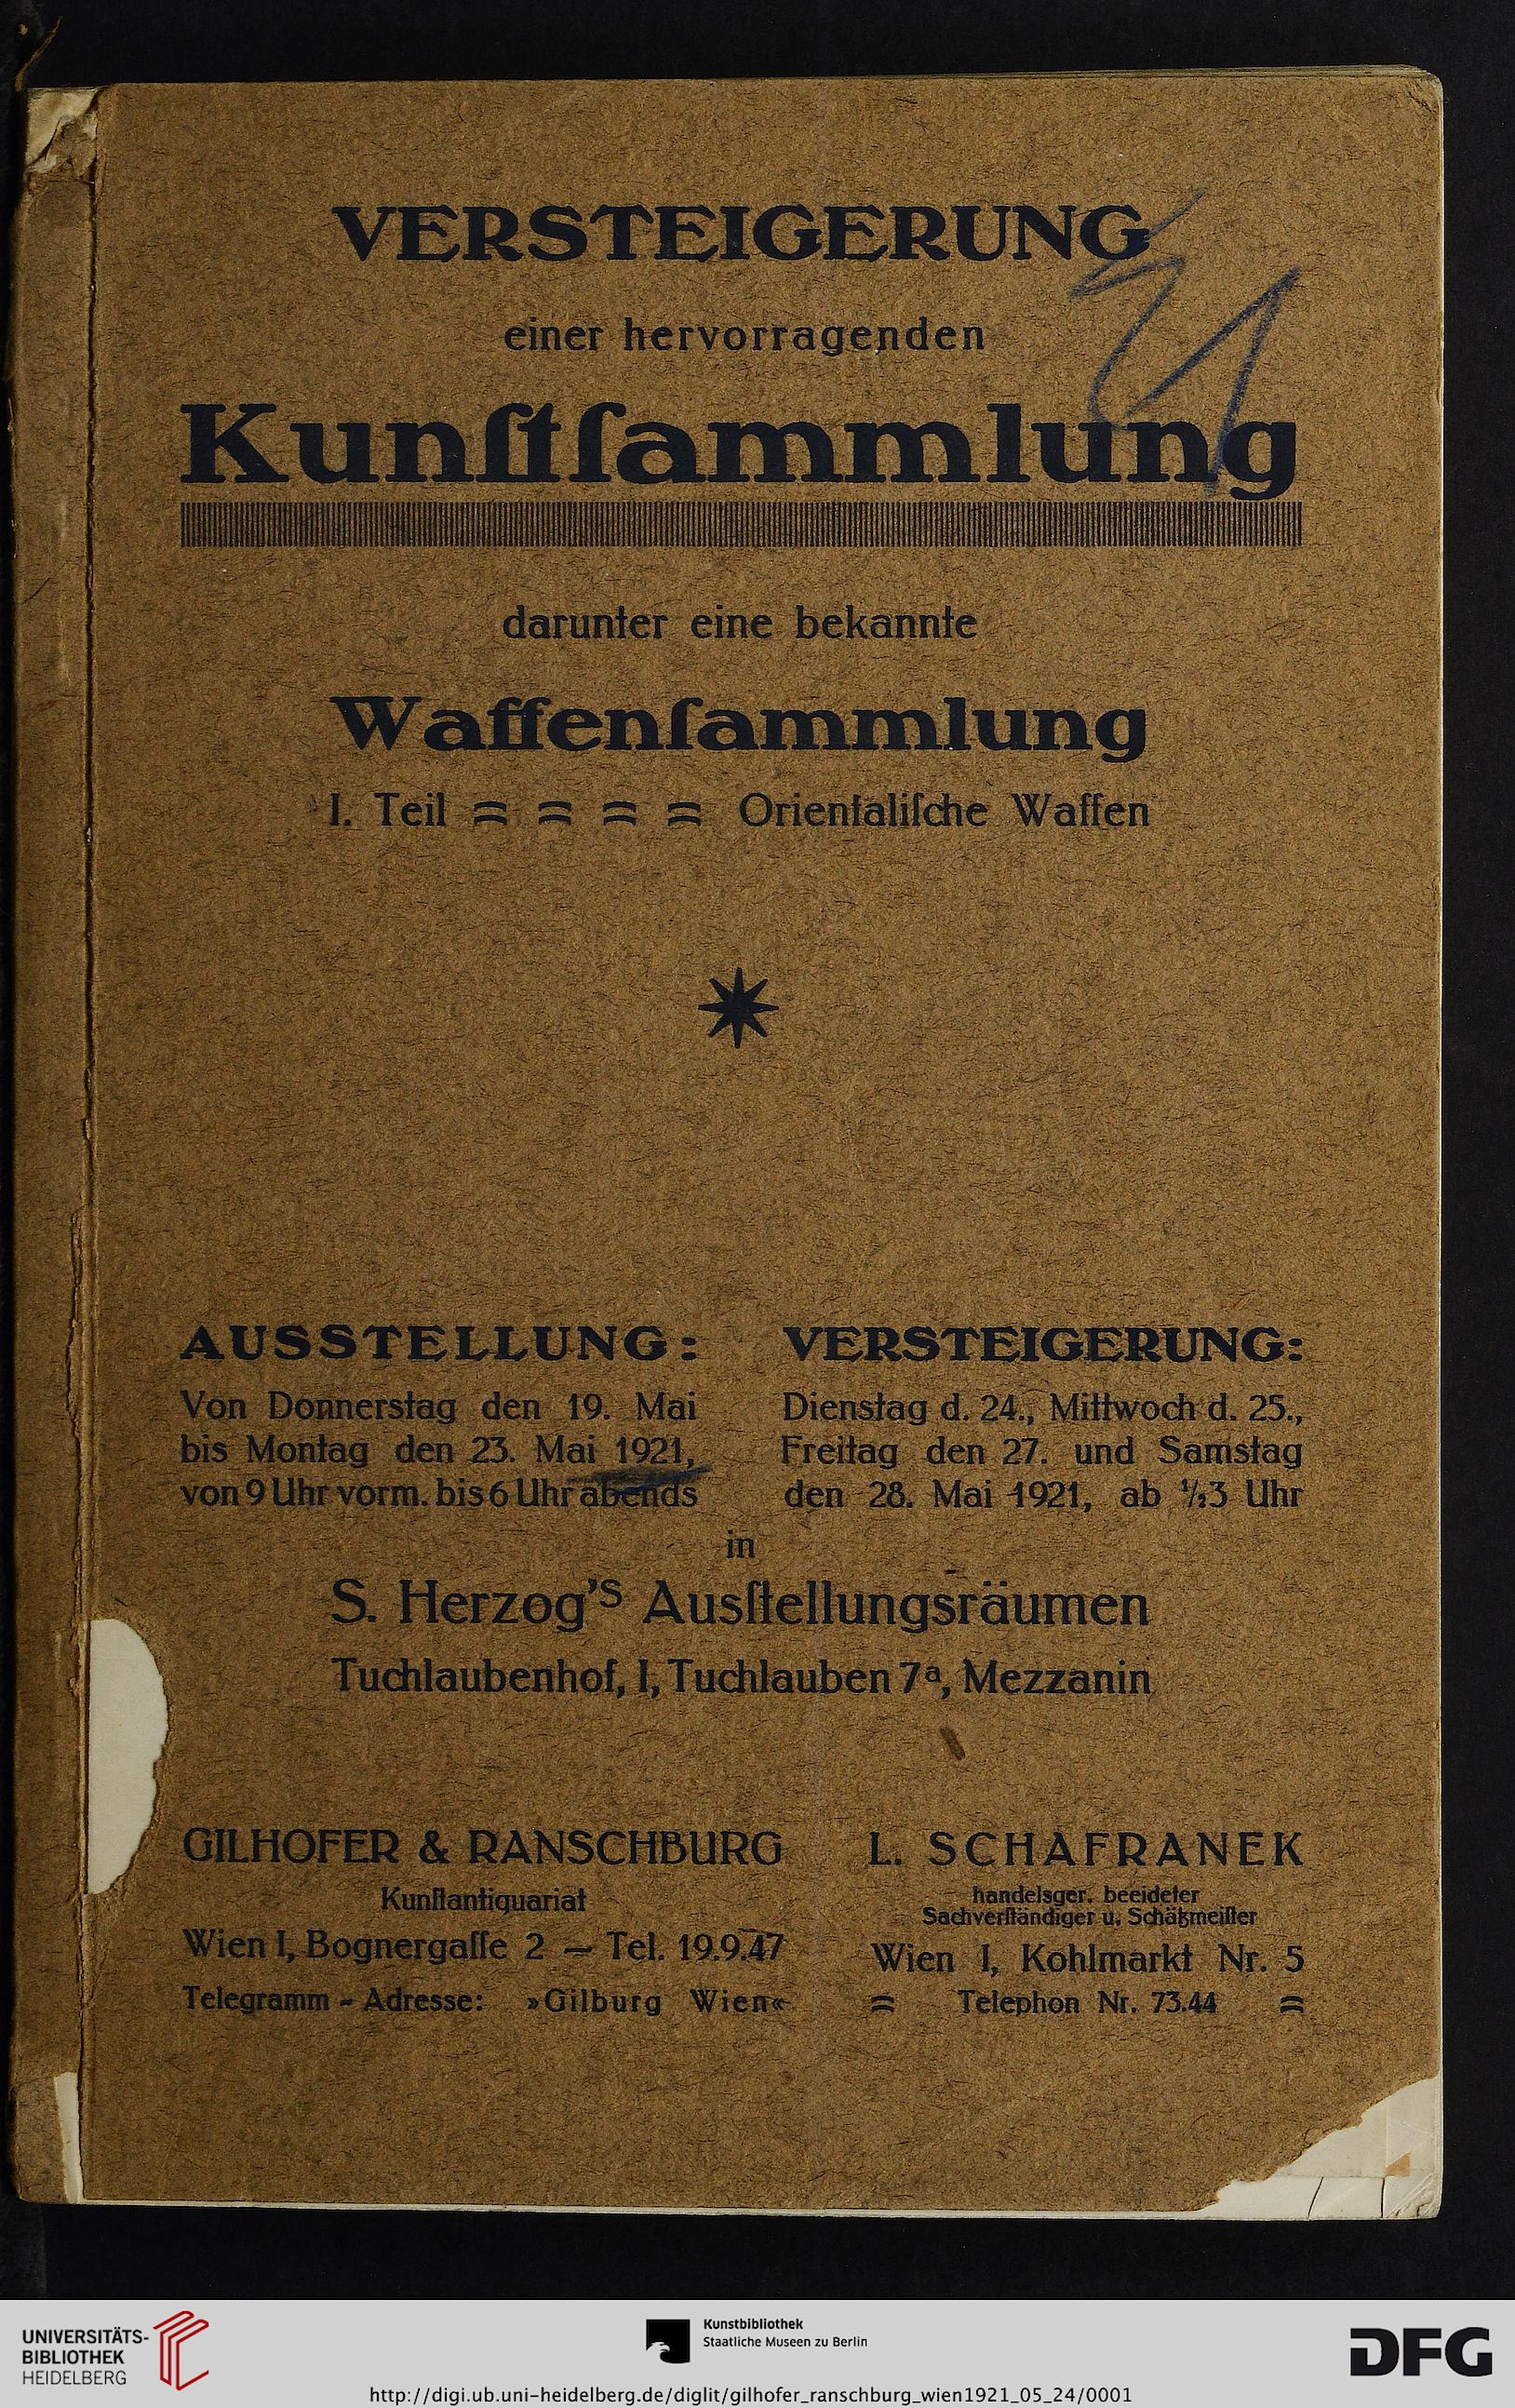 VERSTEIGERUNG
21
einer hervorragenden
Kunſtſammlung
darunter eine bekannte
Waffenſammlung
I. Teil = = = = Orientaliſche Waffen
AUSSTELLUNG:
Von Donnerstag den 19. Mai
bis Montag den 23. Mai 1921,
von 9 Uhr vorm. bis 6 Uhr abends
VERSTEIGERUNG:
Dienstag d. 24., Mittwoch d. 25.,
Freitag den 27. und Samstag
den 28. Mai 1921, ab ½3 Uhr
in
S. Herzog's Ausſtellungsräumen
Tuchlaubenhof, I, Tuchlauben 7a, Mezzanin
GILHOFER & RANSCHBURG
Kunſtantiquariat
Wien I, Bognergaſſe 2 — Tel. 19.9.47
Telegramm - Adresse: »Gilburg Wien«
L. SCHAFRANEK
handelsger. beeideter
Sachverſtändiger u. Schätzmeiſter
Wien I, Kohlmarkt Nr. 5
= Telephon Nr. 73.44 =
UNIVERSITÄTS-
BIBLIOTHEK
HEIDELBERG
Kunstbibliothek
Staatliche Museen zu Berlin
DFG
http://digi.ub.uni-heidelberg.de/diglit/gilhofer_ranschburg_wien1921_05_24/0001